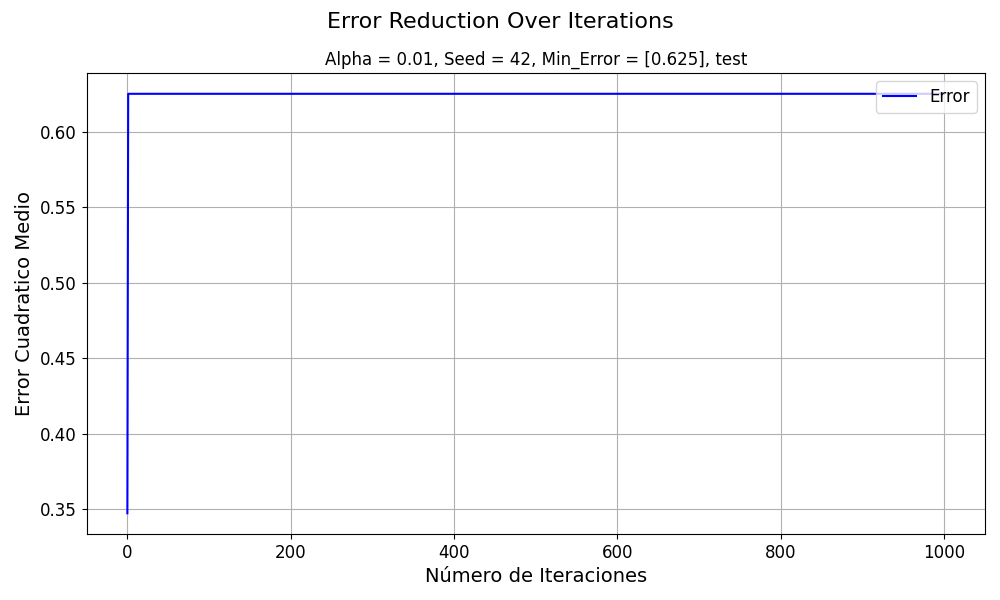 Error Reduction Over Iterations
Alpha = 0.01, Seed = 42, Min_Error = [0.625], test
Error
0.60
0.55
0.50
0.45
0.40
0.35
Error Cuadratico Medio
0 200 400 600 800 1000
Número de Iteraciones